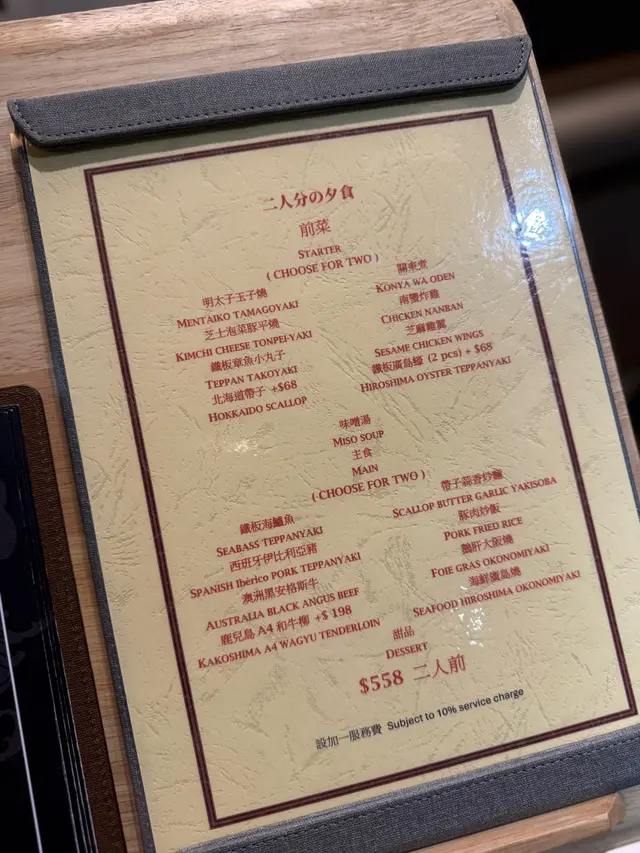 二人分の夕食
前菜
STARTER
( CHOOSE FOR TWO )
明太子玉子燒
MENTAIKO TAMAGOYAKI
芝士泡菜豚平燒
KIMCHI CHEESE TONPEI-YAKI
鐵板章魚小丸子
TEPPAN TAKOYAKI
北海道帶子 +$68
HOKKAIDO SCALLOP
關東煮
KONYA WA ODEN
南蠻炸雞
CHICKEN NANBAN
芝麻雞翼
SESAME CHICKEN WINGS
鐵板廣島蠔 (2 pcs) + $68
HIROSHIMA OYSTER TEPPANYAKI
味噌湯
MISO SOUP
主食
MAIN
( CHOOSE FOR TWO )
鐵板海鱸魚
SEABASS TEPPANYAKI
西班牙伊比利亞豬
SPANISH Ibérico PORK TEPPANYAKI
澳洲黑安格斯牛
AUSTRALIA BLACK ANGUS BEEF
鹿兒島 A4 和牛柳 +$ 198
KAKOSHIMA A4 WAGYU TENDERLOIN
帶子蒜香炒麵
SCALLOP BUTTER GARLIC YAKISOBA
豚肉炒飯
PORK FRIED RICE
鵝肝大阪燒
FOIE GRAS OKONOMIYAKI
海鮮廣島燒
SEAFOOD HIROSHIMA OKONOMIYAKI
甜品
DESSERT
$558 二人前
設加一服務費 Subject to 10% service charge